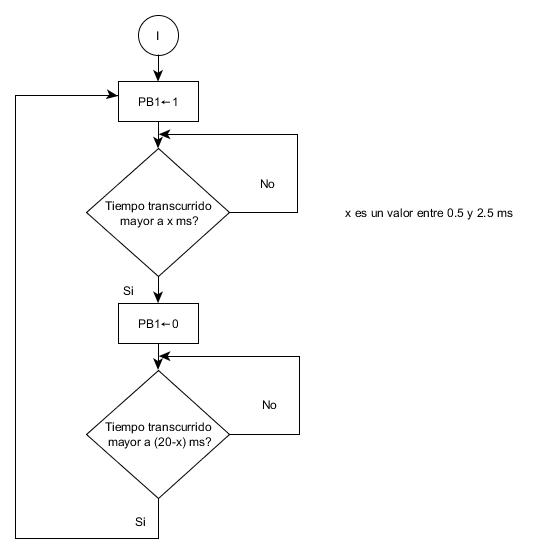 I
PB1←1
No
Tiempo transcurrido
mayor a x ms?
x es un valor entre 0.5 y 2.5 ms
Si
PB1←0
No
Tiempo transcurrido
mayor a (20-x) ms?
Si